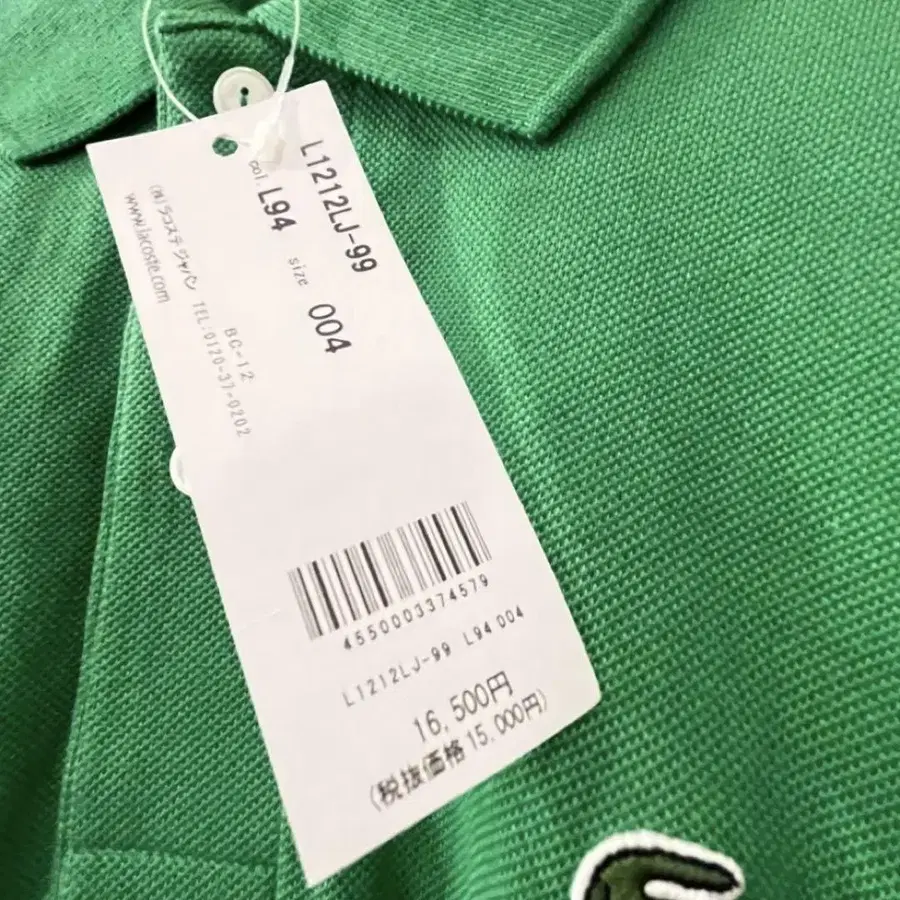 L1212LJ-99
col. L94 size 004
BC-12
(株)ラコステ ジャパン TEL:0120-37-0202
www.lacoste.com
4550003374579
L1212LJ-99 L94 004
16,500円
(税抜価格 15,000円)